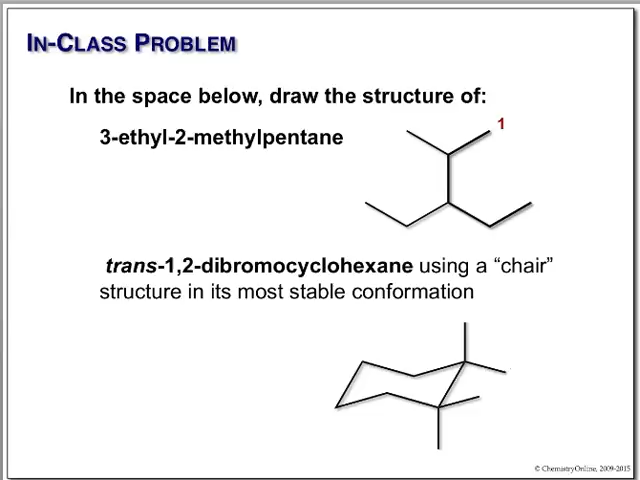 IN-CLASS PROBLEM
In the space below, draw the structure of:
3-ethyl-2-methylpentane
1
trans-1,2-dibromocyclohexane using a “chair”
structure in its most stable conformation
© ChemistryOnline, 2009-2015